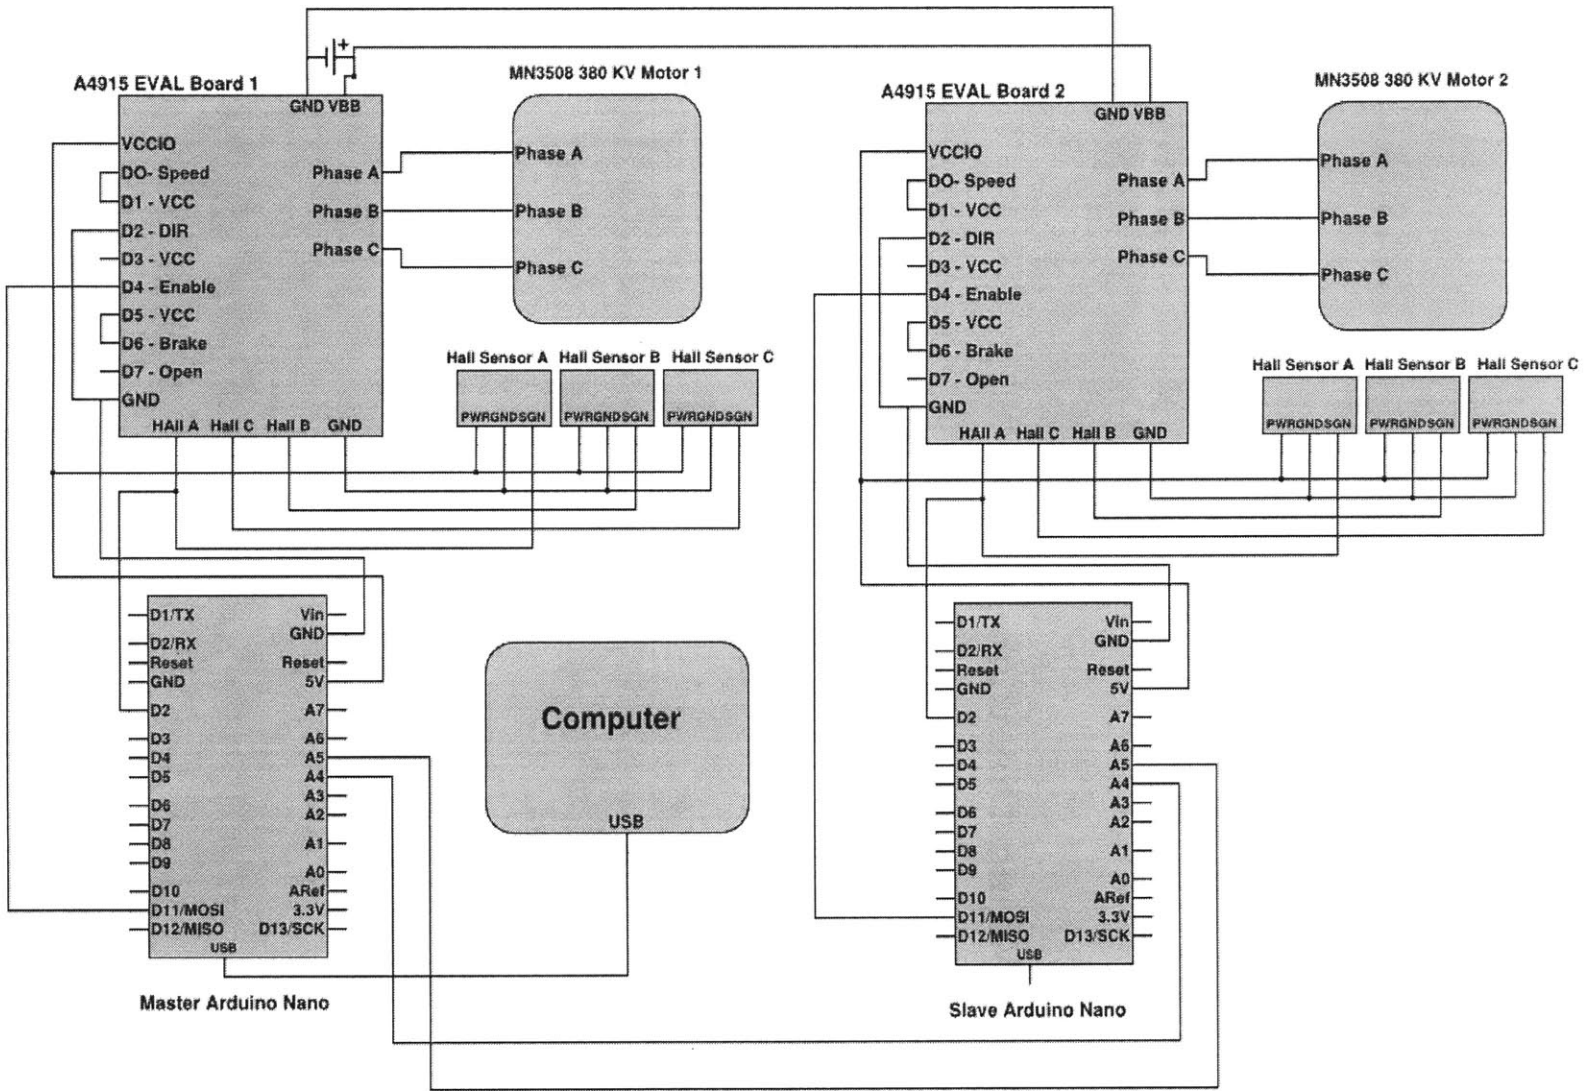 +
A4915 EVAL Board 1
GND VBB
VCCIO
DO- Speed
D1 - VCC
D2 - DIR
D3 - VCC
D4 - Enable
D5 - VCC
D6 - Brake
D7 - Open
GND
Phase A
Phase B
Phase C
HAll A Hall C Hall B GND
MN3508 380 KV Motor 1
Phase A
Phase B
Phase C
Hall Sensor A Hall Sensor B Hall Sensor C
PWRGNDSGN PWRGNDSGN PWRGNDSGN
A4915 EVAL Board 2
GND VBB
VCCIO
DO- Speed
D1 - VCC
D2 - DIR
D3 - VCC
D4 - Enable
D5 - VCC
D6 - Brake
D7 - Open
GND
Phase A
Phase B
Phase C
HAll A Hall C Hall B GND
MN3508 380 KV Motor 2
Phase A
Phase B
Phase C
Hall Sensor A Hall Sensor B Hall Sensor C
PWRGNDSGN PWRGNDSGN PWRGNDSGN
D1/TX
D2/RX
Reset
GND
D2
D3
D4
D5
D6
D7
D8
D9
D10
D11/MOSI
D12/MISO
Vin
GND
Reset
5V
A7
A6
A5
A4
A3
A2
A1
A0
ARef
3.3V
D13/SCK
USB
Master Arduino Nano
Computer
USB
D1/TX
D2/RX
Reset
GND
D2
D3
D4
D5
D6
D7
D8
D9
D10
D11/MOSI
D12/MISO
Vin
GND
Reset
5V
A7
A6
A5
A4
A3
A2
A1
A0
ARef
3.3V
D13/SCK
USB
Slave Arduino Nano